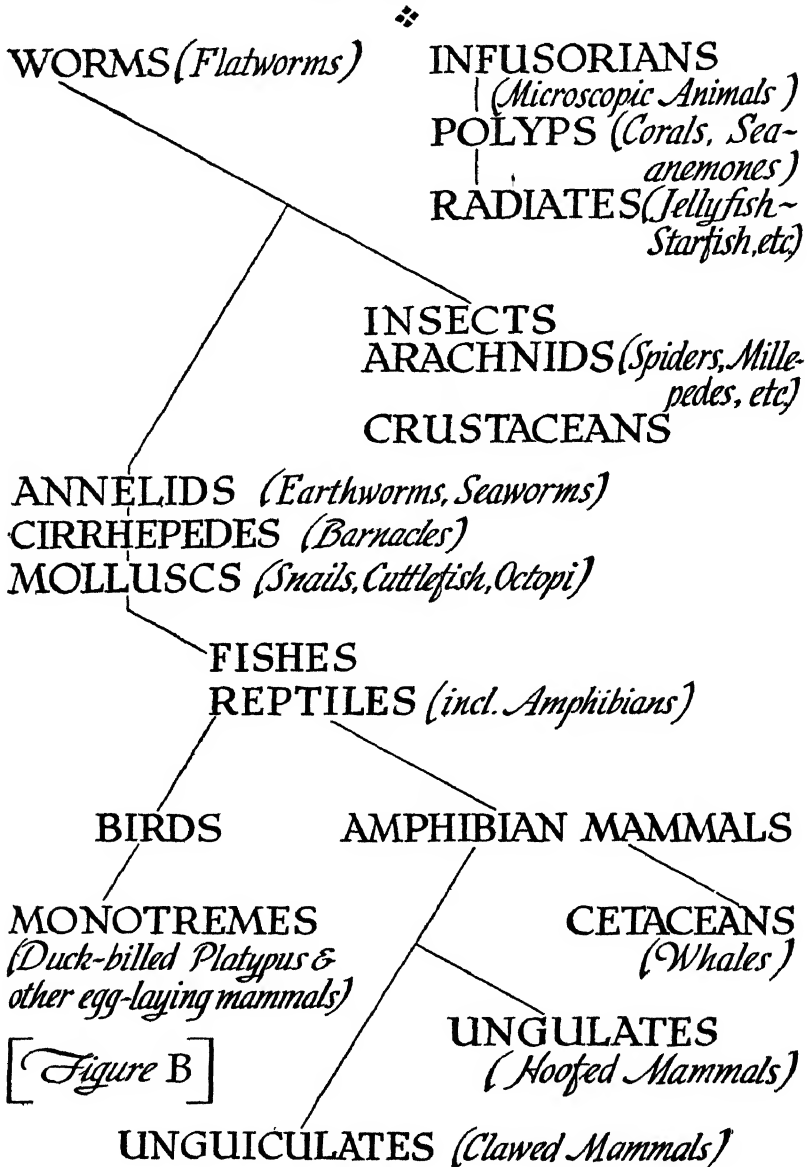 WORMS (Flatworms)
INFUSORIANS
(Microscopic Animals)
POLYPS (Corals, Sea-
anemones)
RADIATES (Jellyfish~
Starfish, etc)
INSECTS
ARACHNIDS (Spiders, Mille-
pedes, etc)
CRUSTACEANS
ANNELIDS (Earthworms, Seaworms)
CIRRHEPEDES (Barnacles)
MOLLUSCS (Snails, Cuttlefish, Octopi)
FISHES
REPTILES (incl. Amphibians)
BIRDS
AMPHIBIAN MAMMALS
MONOTREMES
(Duck-billed Platypus &
other egg-laying mammals)
CETACEANS
(Whales)
UNGULATES
(Hoofed Mammals)
[Figure B]
UNGUICULATES (Clawed Mammals)